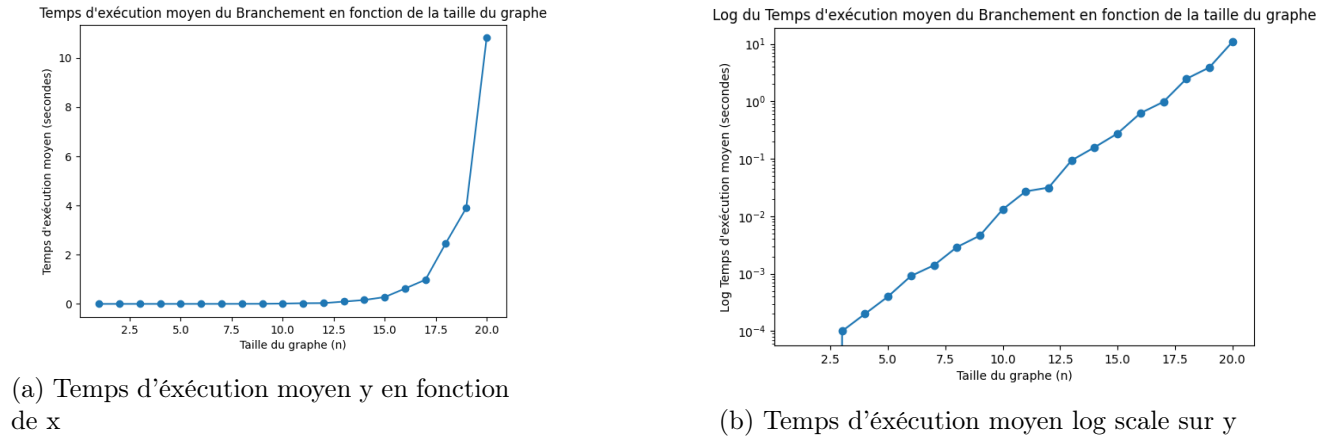 Temps d'exécution moyen du Branchement en fonction de la taille du graphe
Temps d'exécution moyen (secondes)
10
8
6
4
2
0
2.5 5.0 7.5 10.0 12.5 15.0 17.5 20.0
Taille du graphe (n)
(a) Temps d'éxécution moyen y en fonction
de x
Log du Temps d'exécution moyen du Branchement en fonction de la taille du graphe
Log Temps d'exécution moyen (secondes)
10¹
10⁰
10⁻¹
10⁻²
10⁻³
10⁻⁴
2.5 5.0 7.5 10.0 12.5 15.0 17.5 20.0
Taille du graphe (n)
(b) Temps d'éxécution moyen log scale sur y